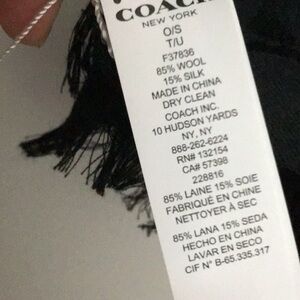 COACH
NEW YORK
O/S
T/U
F37836
85% WOOL
15% SILK
MADE IN CHINA
DRY CLEAN
COACH INC.
10 HUDSON YARDS
NY, NY
888-262-6224
RN# 132154
CA# 57398
228816
85% LAINE 15% SOIE
FABRIQUÉ EN CHINE
NETTOYER À SEC
85% LANA 15% SEDA
HECHO EN CHINA
LAVAR EN SECO
CIF N° B-65.335.317